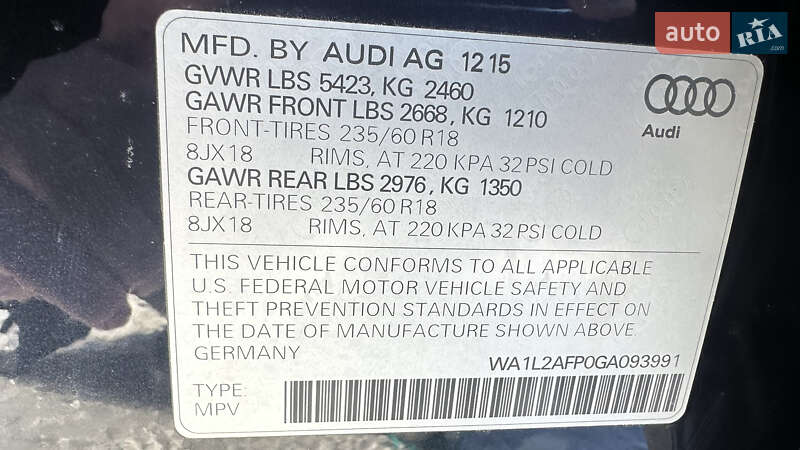 auto RIA.com
MFD. BY AUDI AG 12 15
GVWR LBS 5423, KG 2460
GAWR FRONT LBS 2668, KG 1210
FRONT-TIRES 235/60 R18
8JX18 RIMS, AT 220 KPA 32 PSI COLD
GAWR REAR LBS 2976, KG 1350
REAR-TIRES 235/60 R18
8JX18 RIMS, AT 220 KPA 32 PSI COLD
Audi
THIS VEHICLE CONFORMS TO ALL APPLICABLE
U.S. FEDERAL MOTOR VEHICLE SAFETY AND
THEFT PREVENTION STANDARDS IN EFFECT ON
THE DATE OF MANUFACTURE SHOWN ABOVE.
GERMANY WA1L2AFP0GA093991
TYPE:
MPV